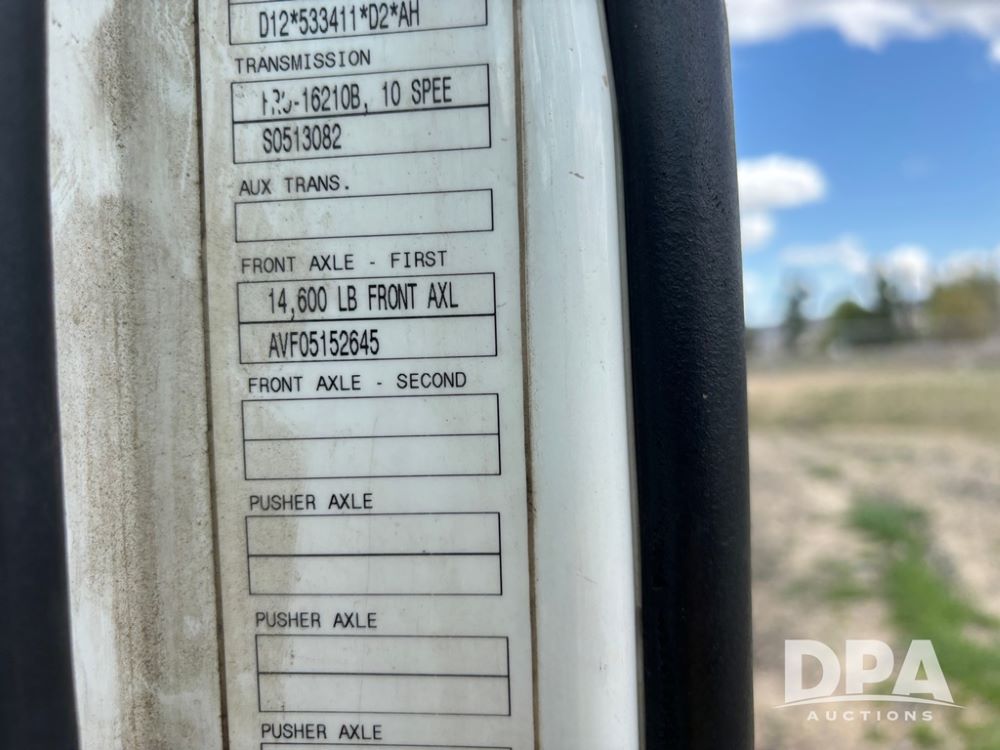 D12*533411*D2*AH
TRANSMISSION
-16210B, 10 SPEE
S0513082
AUX TRANS.
FRONT AXLE - FIRST
14,600 LB FRONT AXL
AVF05152645
FRONT AXLE - SECOND
PUSHER AXLE
PUSHER AXLE
PUSHER AXLE
DPA
AUCTIONS